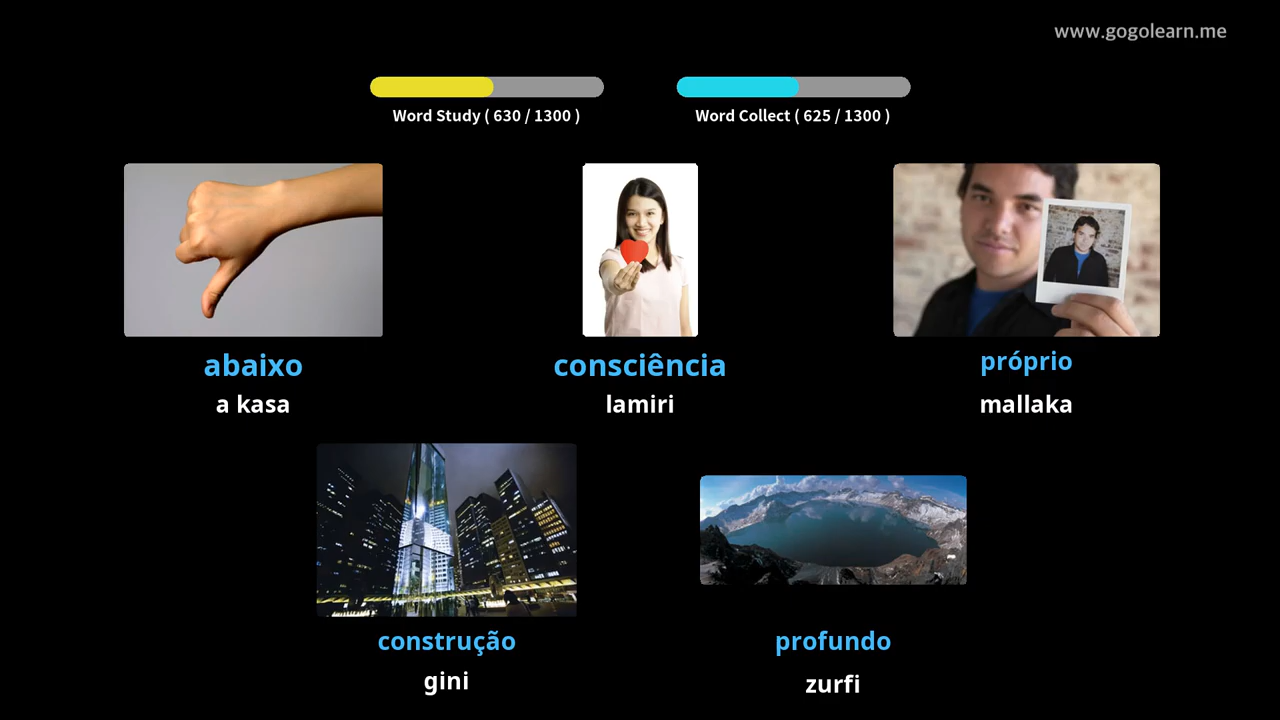 www.gogolearn.me
Word Study ( 630 / 1300 )
Word Collect ( 625 / 1300 )
abaixo
a kasa
consciência
lamiri
próprio
mallaka
construção
gini
profundo
zurfi